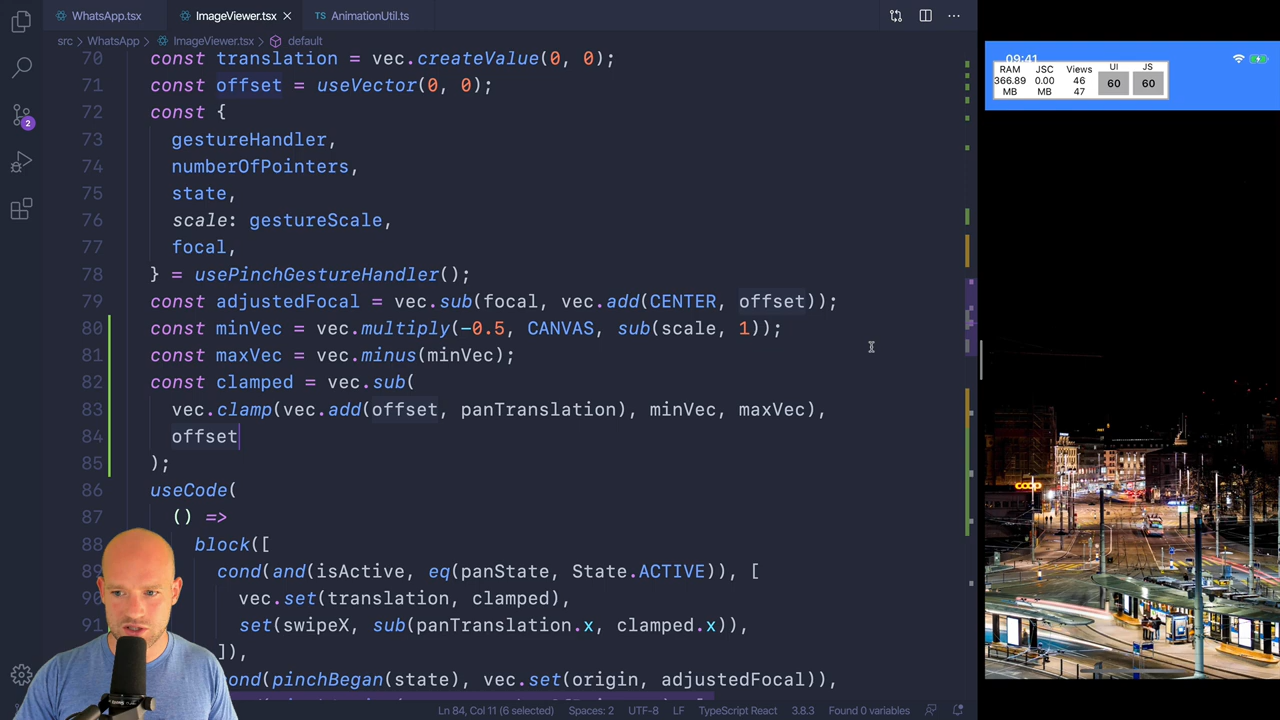 WhatsApp.tsx
ImageViewer.tsx
TS AnimationUtil.ts
src > WhatsApp > ImageViewer.tsx > default
70 const translation = vec.createValue(0, 0);
71 const offset = useVector(0, 0);
72 const {
73 gestureHandler,
74 numberOfPointers,
75 state,
76 scale: gestureScale,
77 focal,
78 } = usePinchGestureHandler();
79 const adjustedFocal = vec.sub(focal, vec.add(CENTER, offset));
80 const minVec = vec.multiply(-0.5, CANVAS, sub(scale, 1));
81 const maxVec = vec.minus(minVec);
82 const clamped = vec.sub(
83 vec.clamp(vec.add(offset, panTranslation), minVec, maxVec),
84 offset
85 );
86 useCode(
87 () =>
88 block([
89 cond(and(isActive, eq(panState, State.ACTIVE)), [
90 vec.set(translation, clamped),
91 set(swipeX, sub(panTranslation.x, clamped.x)),
]),
cond(pinchBegan(state), vec.set(origin, adjustedFocal)),
2
Ln 84, Col 11 (6 selected) Spaces: 2 UTF-8 LF TypeScript React 3.8.3 Found 0 variables
09:41
RAM
366.89
MB
JSC
0.00
MB
Views
46
47
UI
60
JS
60
coop